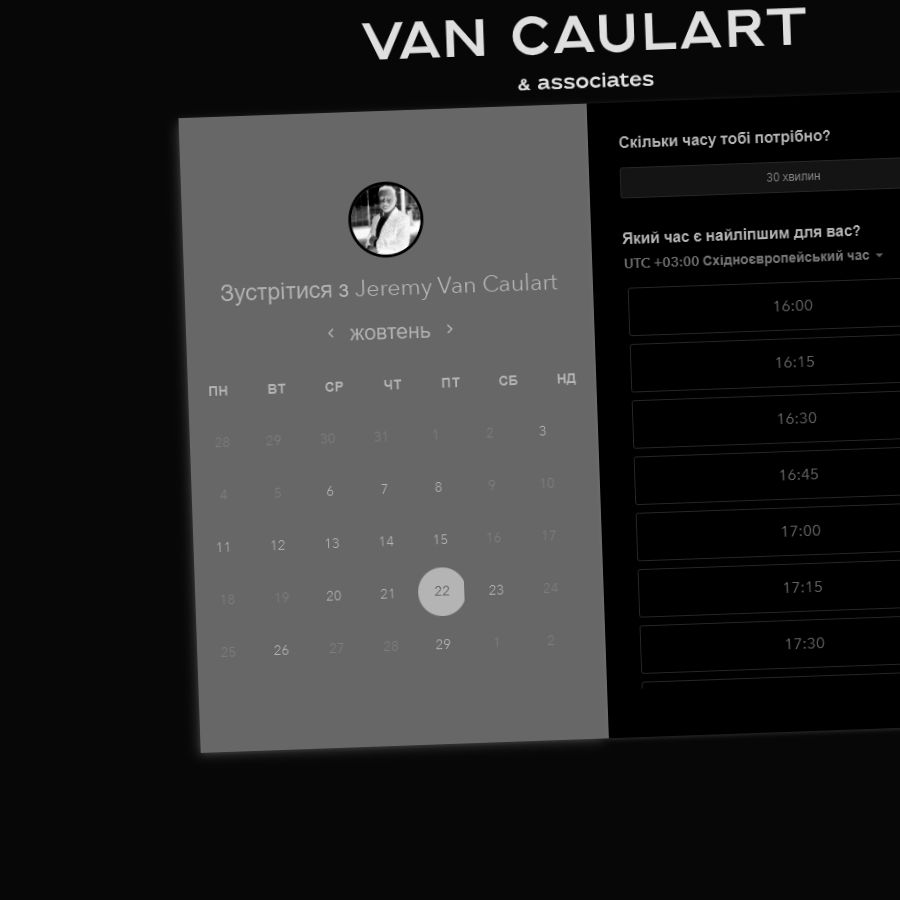 VAN CAULART
& associates
Зустрітися з Jeremy Van Caulart
жовтень
ПН ВТ СР ЧТ ПТ СБ НД
28 29 30 31 1 2 3
4 5 6 7 8 9 10
11 12 13 14 15 16 17
18 19 20 21 22 23 24
25 26 27 28 29 1 2
Скільки часу тобі потрібно?
30 хвилин
Який час є найліпшим для вас?
UTC +03:00 Східноєвропейський час
16:00
16:15
16:30
16:45
17:00
17:15
17:30